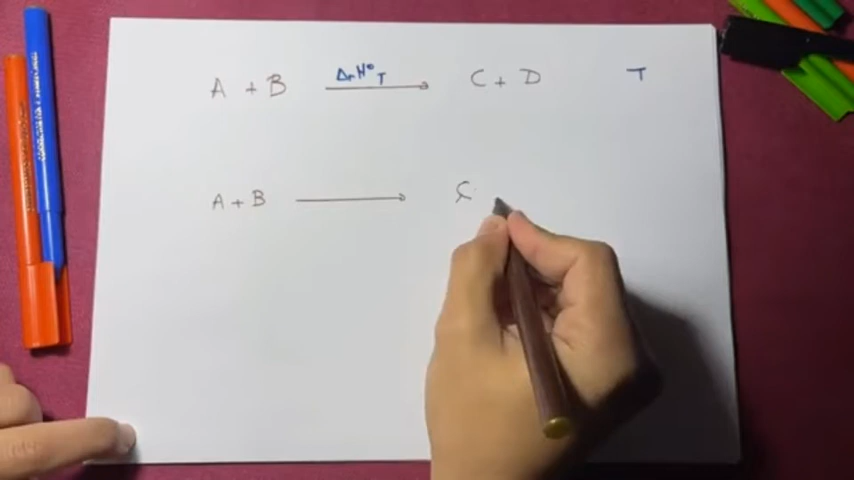 A + B ΔrH°T → C + D T
A + B → C